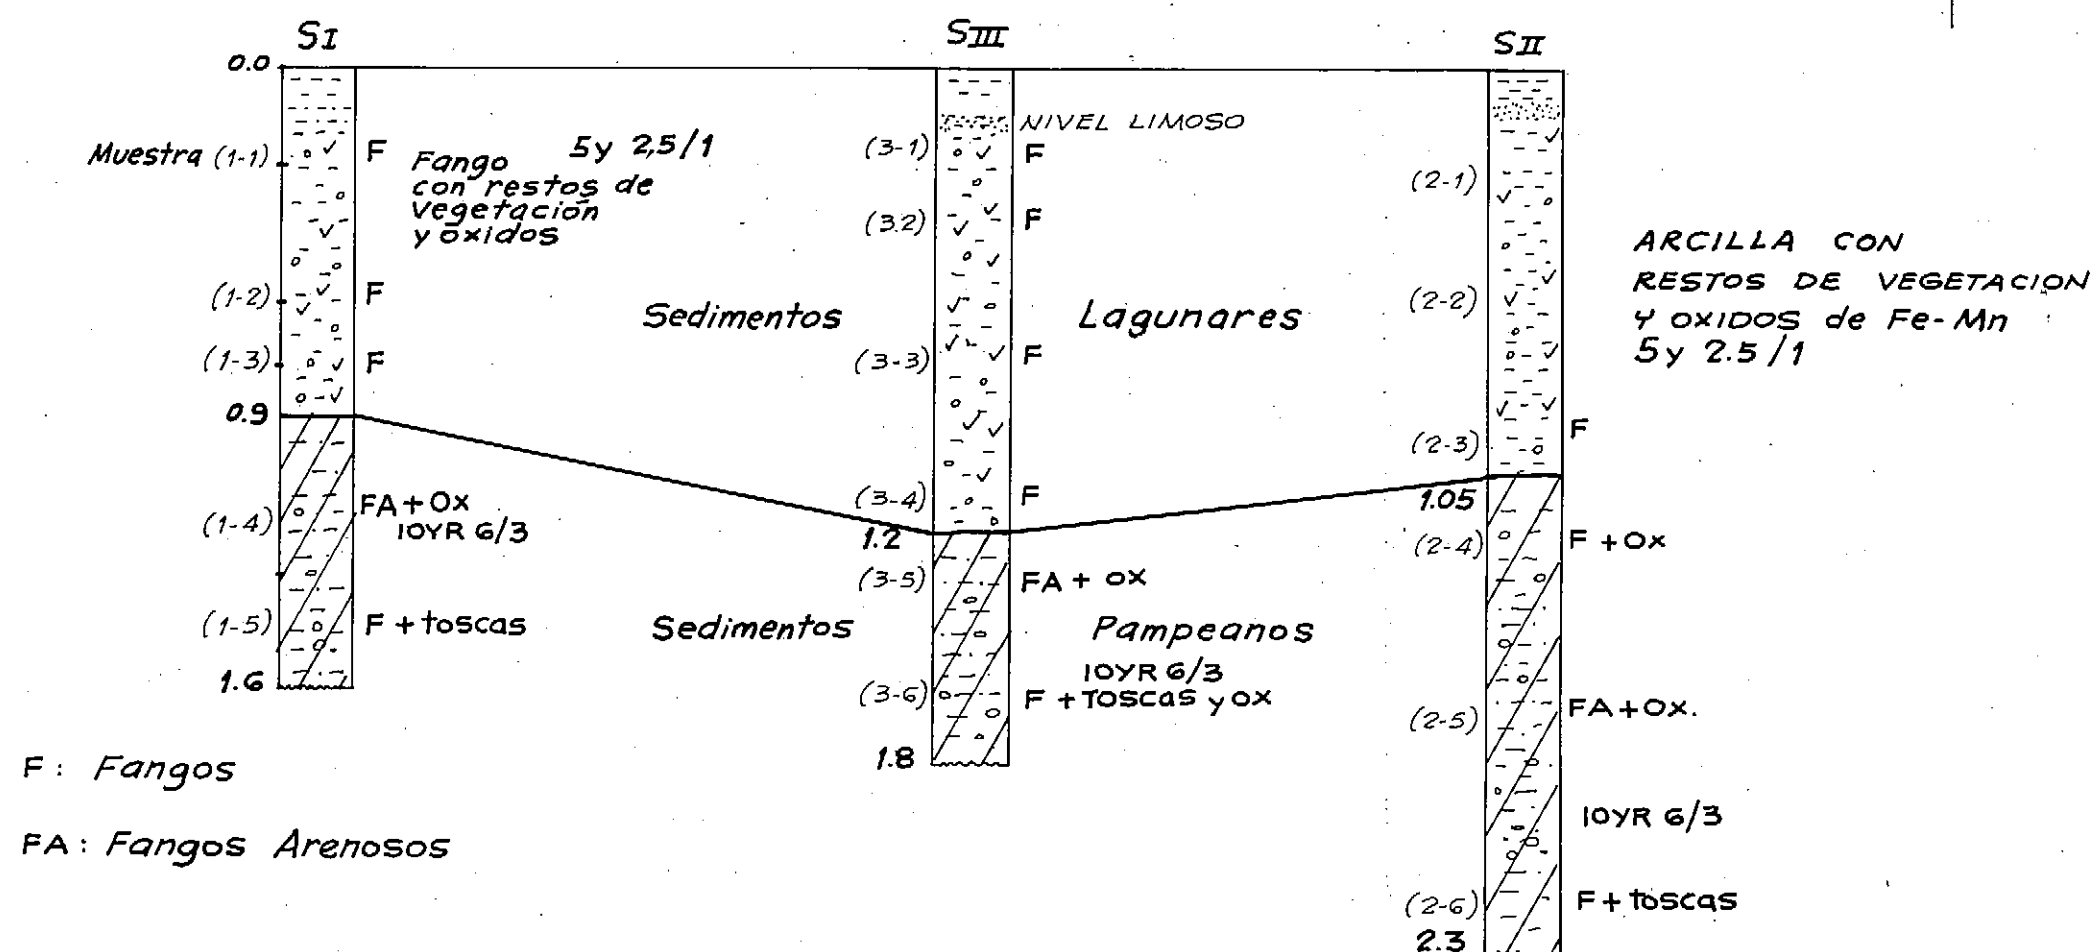 SI
SIII
SII
0.0
NIVEL LIMOSO
Muestra (1-1)
F
Fango 5y 2,5/1
con restos de
vegetación
y óxidos
(3-1)
F
(2-1)
(3.2)
F
ARCILLA CON
RESTOS DE VEGETACION
Y OXIDOS de Fe-Mn
5y 2.5/1
(1-2)
F
Sedimentos Lagunares
(2-2)
(1-3)
F
(3-3)
F
0.9
(2-3)
F
(3-4)
F
1.05
(1-4)
FA+OX
10YR 6/3
1.2
(2-4)
F+OX
(3-5)
FA + OX
(1-5)
F + toscas
Sedimentos Pampeanos
10YR 6/3
1.6
(3-6)
F + TOSCAS y OX
(2-5)
FA+OX.
1.8
F: Fangos
10YR 6/3
FA: Fangos Arenosos
(2-6)
F+toscas
2.3